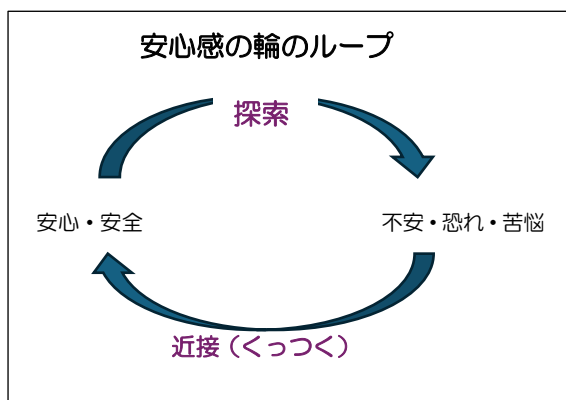 安心感の輪のループ
探索
安心・安全
不安・恐れ・苦悩
近接（くっつく）